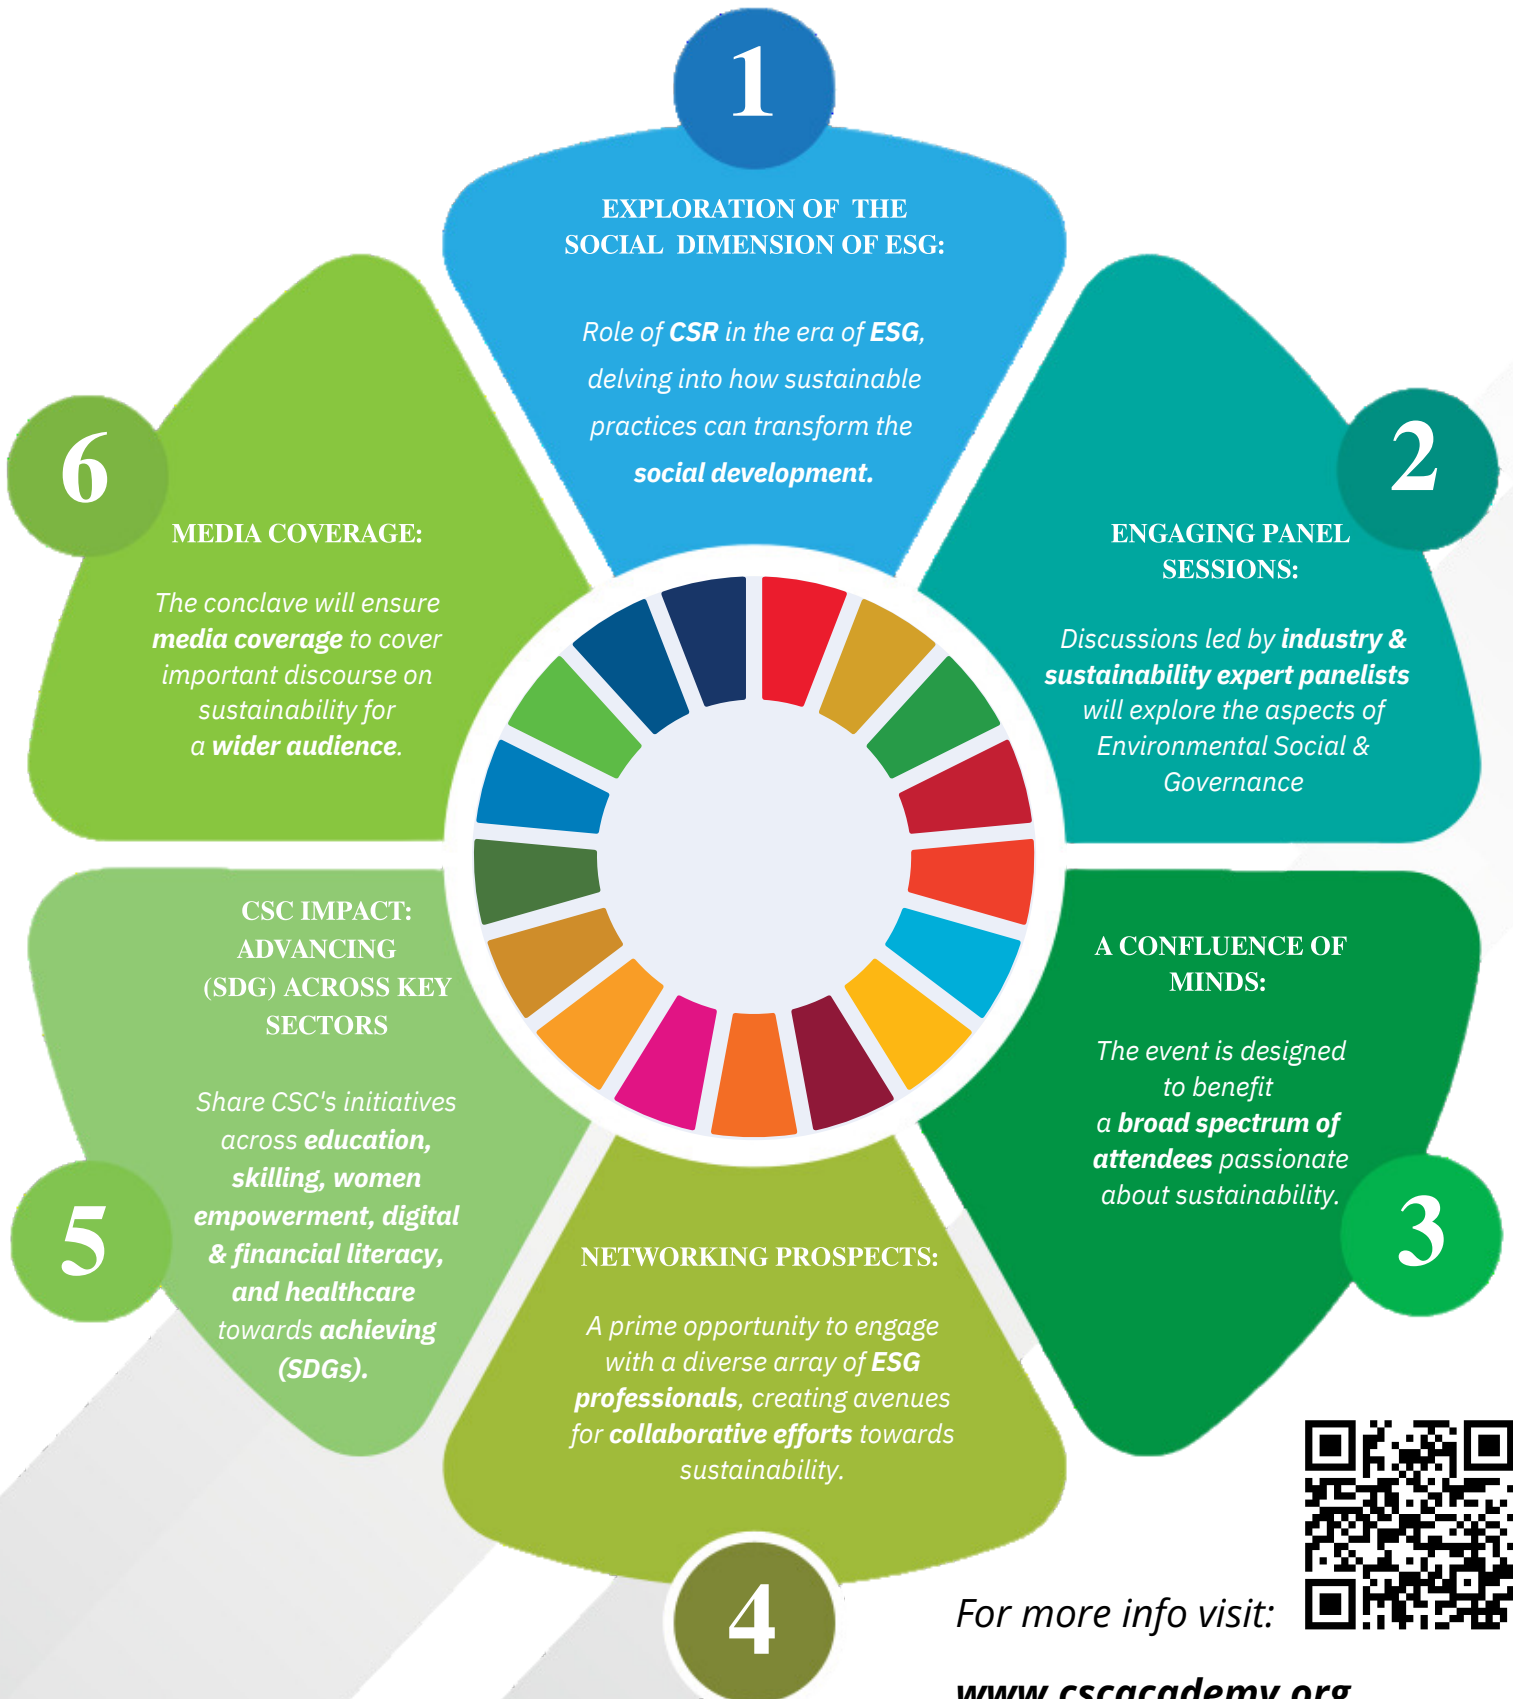 1
EXPLORATION OF THE
SOCIAL DIMENSION OF ESG:
Role of CSR in the era of ESG,
delving into how sustainable
practices can transform the
social development.
2
ENGAGING PANEL
SESSIONS:
Discussions led by industry &
sustainability expert panelists
will explore the aspects of
Environmental Social &
Governance
3
A CONFLUENCE OF
MINDS:
The event is designed
to benefit
a broad spectrum of
attendees passionate
about sustainability.
4
NETWORKING PROSPECTS:
A prime opportunity to engage
with a diverse array of ESG
professionals, creating avenues
for collaborative efforts towards
sustainability.
5
CSC IMPACT:
ADVANCING
(SDG) ACROSS KEY
SECTORS
Share CSC's initiatives
across education,
skilling, women
empowerment, digital
& financial literacy,
and healthcare
towards achieving
(SDGs).
6
MEDIA COVERAGE:
The conclave will ensure
media coverage to cover
important discourse on
sustainability for
a wider audience.
For more info visit:
www.cscacademy.org